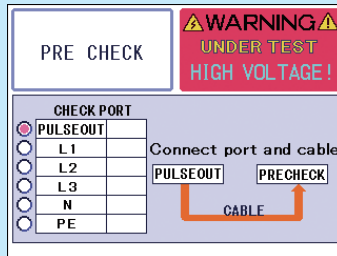 PRE CHECK
WARNING
UNDER TEST
HIGH VOLTAGE!
CHECK PORT
PULSEOUT
L1
L2
L3
N
PE
Connect port and cable
PULSEOUT
PRECHECK
CABLE